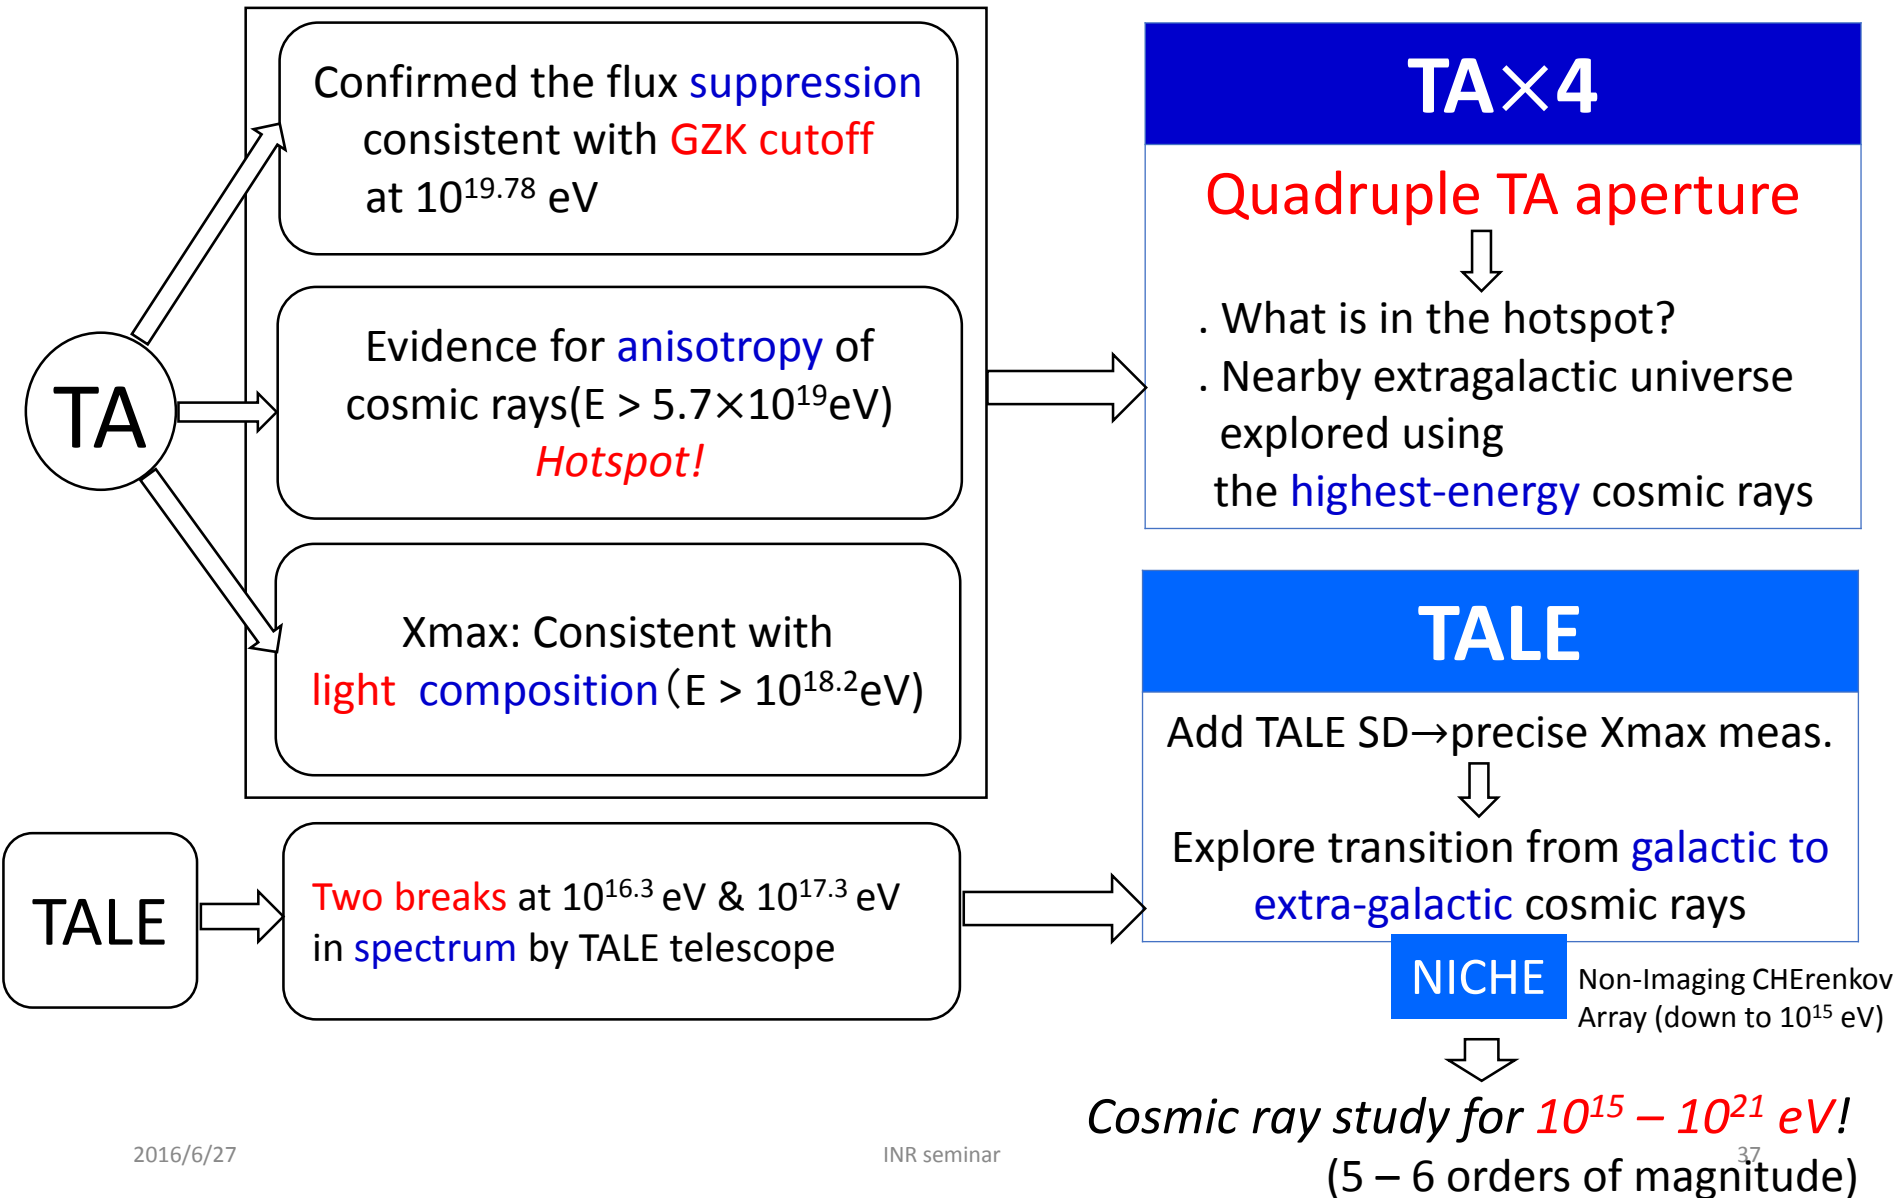 TA
Confirmed the flux suppression
consistent with GZK cutoff
at 10^19.78 eV
Evidence for anisotropy of
cosmic rays(E > 5.7×10^19eV)
Hotspot!
Xmax: Consistent with
light composition（E > 10^18.2eV)
TALE
Two breaks at 10^16.3 eV & 10^17.3 eV
in spectrum by TALE telescope
TA×4
Quadruple TA aperture
. What is in the hotspot?
. Nearby extragalactic universe
explored using
the highest-energy cosmic rays
TALE
Add TALE SD→precise Xmax meas.
Explore transition from galactic to
extra-galactic cosmic rays
NICHE
Non-Imaging CHErenkov
Array (down to 10^15 eV)
Cosmic ray study for 10^15 – 10^21 eV!
(5 – 6 orders of magnitude)
2016/6/27
INR seminar
37